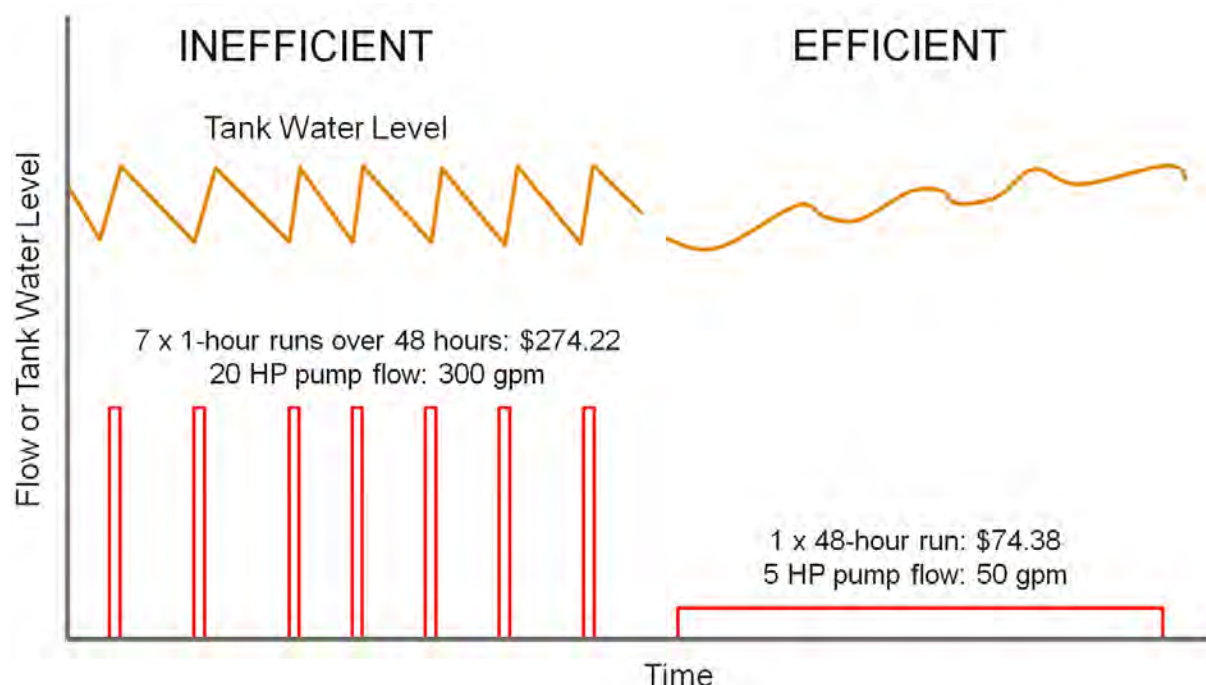 INEFFICIENT
EFFICIENT
Tank Water Level
Flow or Tank Water Level
7 x 1-hour runs over 48 hours: $274.22
20 HP pump flow: 300 gpm
1 x 48-hour run: $74.38
5 HP pump flow: 50 gpm
Time